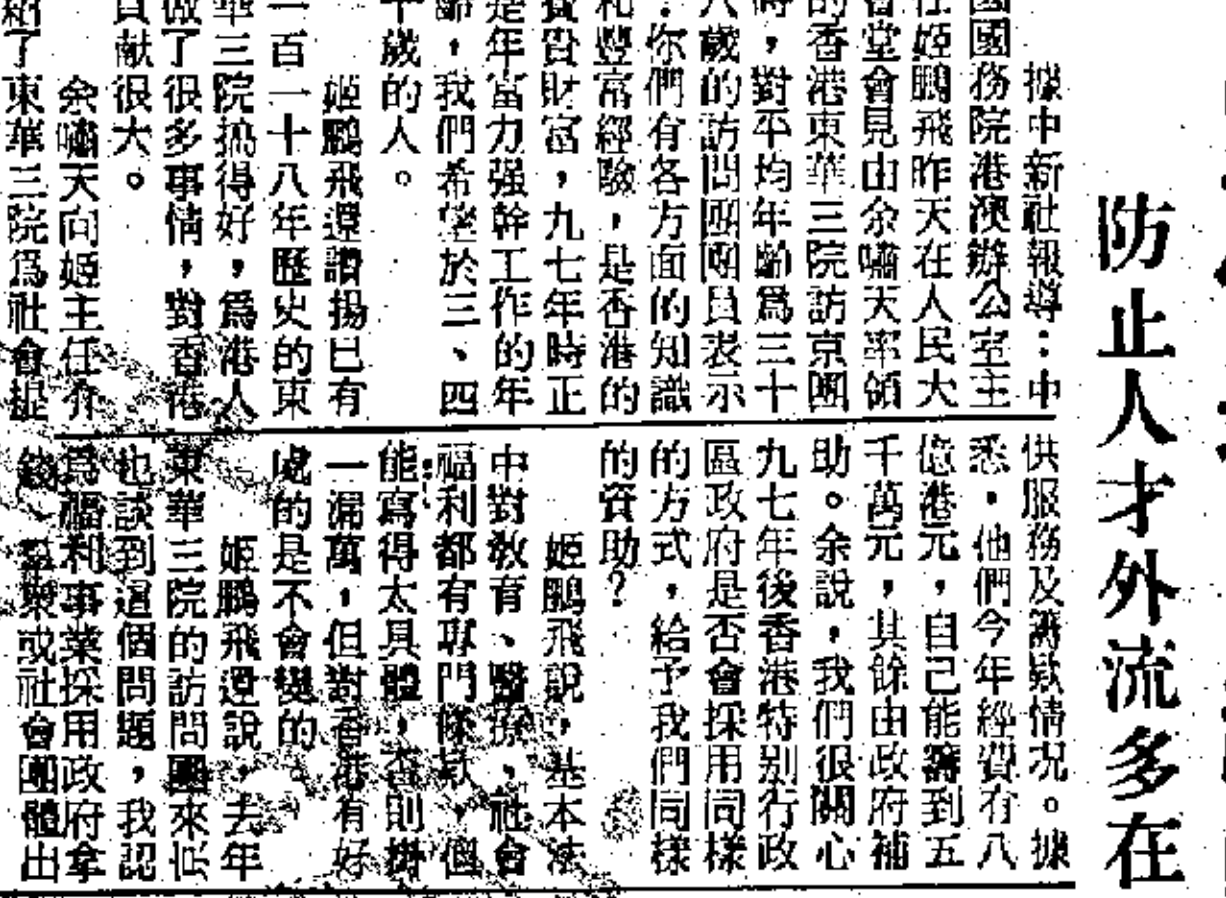 防止人才外流多在
據中新社報導：中
國國務院港澳辦公室主
任姬鵬飛昨天在人民大
會堂會見由余嘯天率領
的香港東華三院訪京團
時，對平均年齡爲三十
八歲的訪問團團員表示
：你們有各方面的知識
和豐富經驗，是香港的
寶貴財富，九七年時正
是年富力强幹工作的年
齡，我們希望於三、四
十歲的人。
姬鵬飛還讚揚已有
一百一十八年歷史的東
華三院搞得好，爲港人
做了很多事情，對香港
貢献很大。
余嘯天向姬主任介
紹了東華三院爲社會提
供服務及籌欵情况。據
悉，他們今年經費有八
億港元，自己能籌到五
千萬元，其餘由政府補
助。余說，我們很關心
九七年後香港特別行政
區政府是否會採用同樣
的方式，給予我們同樣
的資助？
姬鵬飛說，基本法
中對敎育、醫療、社會
福利都有專門條欵，但
能寫得太具體，否則掛
一漏萬，但對香港有好
處的是不會變的。
姬鵬飛還說，去年
東華三院的訪問團來
也談到這個問題，我認
爲福利事業採用政府拿
錢、羣衆或社會團體出